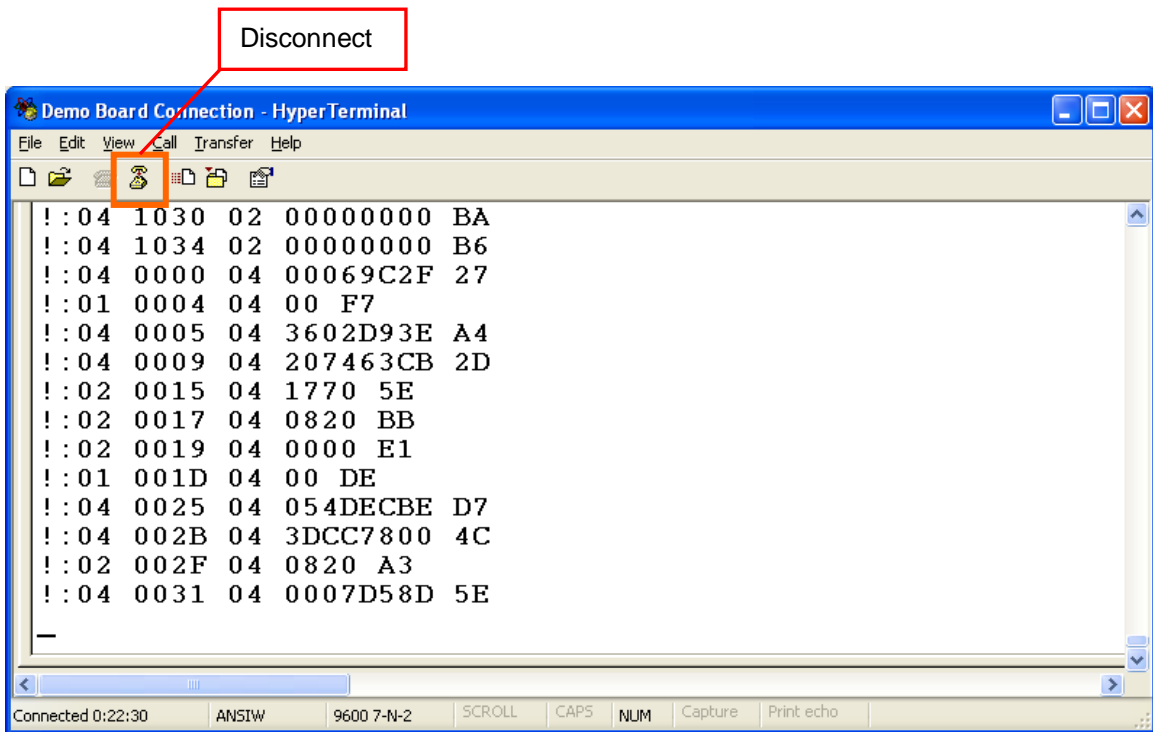 Disconnect
Demo Board Connection - HyperTerminal
File Edit View Call Transfer Help
!:04 1030 02 00000000 BA
!:04 1034 02 00000000 B6
!:04 0000 04 00069C2F 27
!:01 0004 04 00 F7
!:04 0005 04 3602D93E A4
!:04 0009 04 207463CB 2D
!:02 0015 04 1770 5E
!:02 0017 04 0820 BB
!:02 0019 04 0000 E1
!:01 001D 04 00 DE
!:04 0025 04 054DECBE D7
!:04 002B 04 3DCC7800 4C
!:02 002F 04 0820 A3
!:04 0031 04 0007D58D 5E
_
Connected 0:22:30 ANSIW 9600 7-N-2 SCROLL CAPS NUM Capture Print echo